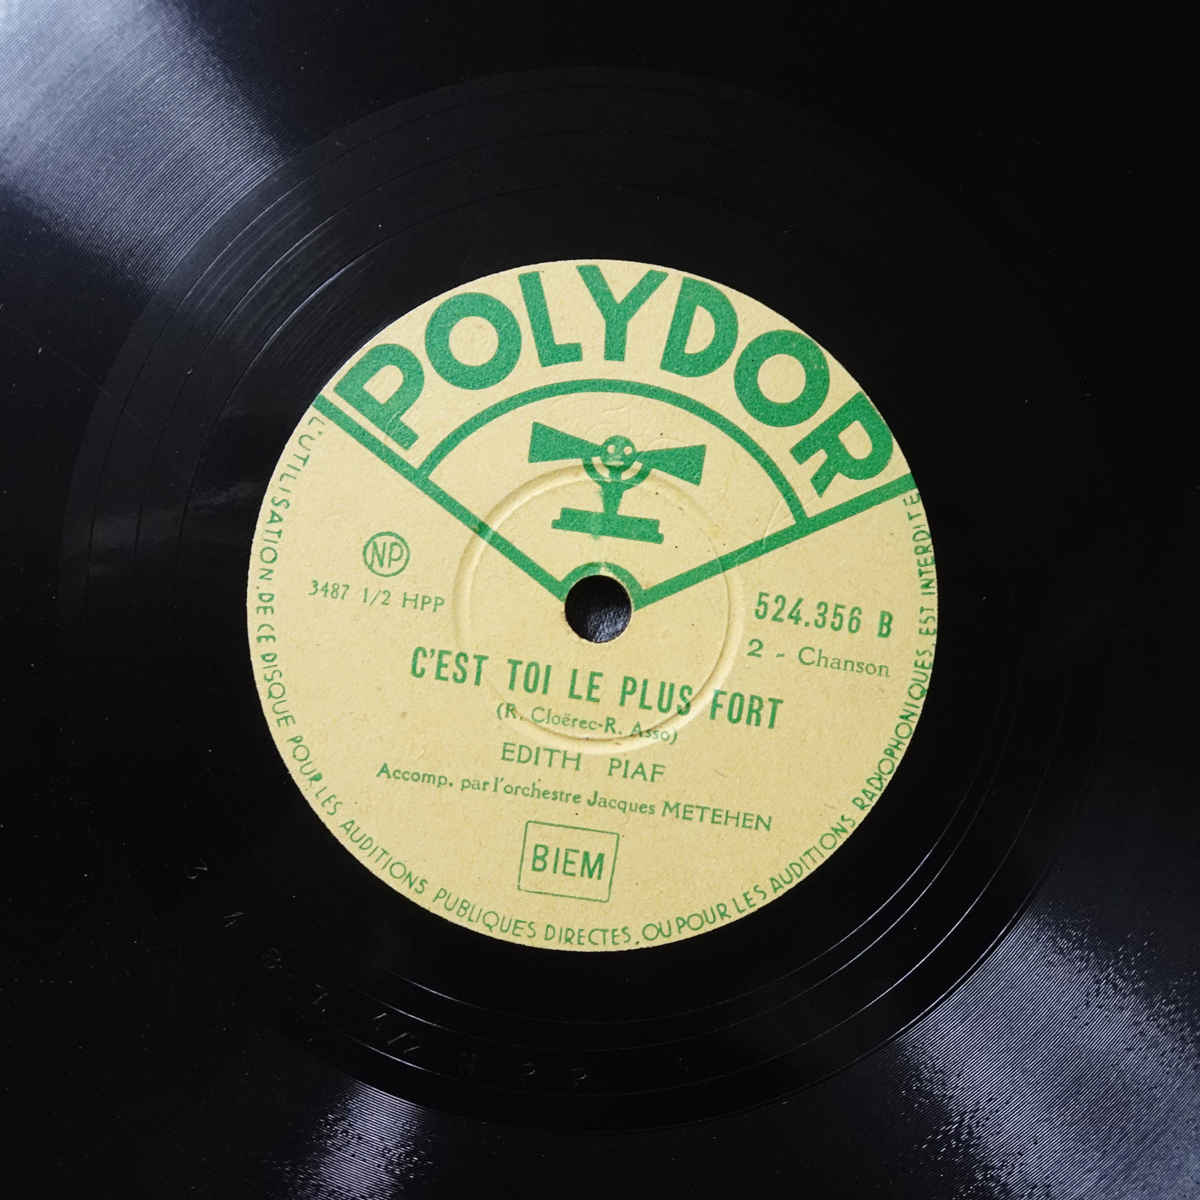 POLYDOR
NP
3487 1/2 HPP
524.356 B
2 - Chanson
C'EST TOI LE PLUS FORT
(R. Cloërec-R. Asso)
EDITH PIAF
Accomp. par l'orchestre Jacques METEHEN
BIEM
L'UTILISATION. DE CE DISQUE POUR LES AUDITIONS PUBLIQUES DIRECTES, OU POUR LES AUDITIONS RADIOPHONIQUES, EST INTERDITE